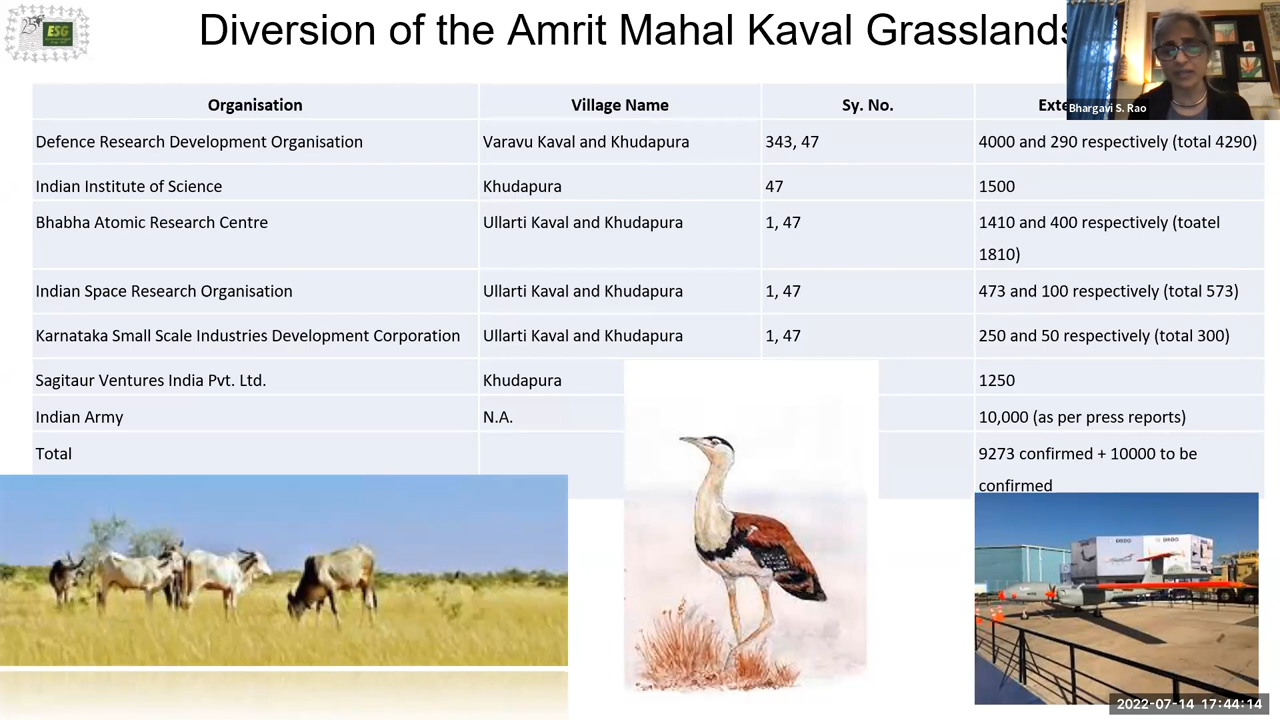 Diversion of the Amrit Mahal Kaval Grasslands
25
ESG
Bhargavi S. Rao
Organisation Village Name Sy. No.
Defence Research Development Organisation Varavu Kaval and Khudapura 343, 47 4000 and 290 respectively (total 4290)
Indian Institute of Science Khudapura 47 1500
Bhabha Atomic Research Centre Ullarti Kaval and Khudapura 1, 47 1410 and 400 respectively (toatel
1810)
Indian Space Research Organisation Ullarti Kaval and Khudapura 1, 47 473 and 100 respectively (total 573)
Karnataka Small Scale Industries Development Corporation Ullarti Kaval and Khudapura 1, 47 250 and 50 respectively (total 300)
Sagitaur Ventures India Pvt. Ltd. Khudapura 1250
Indian Army N.A. 10,000 (as per press reports)
Total 9273 confirmed + 10000 to be
confirmed
DRDO DRDO
2022-07-14 17:44:14